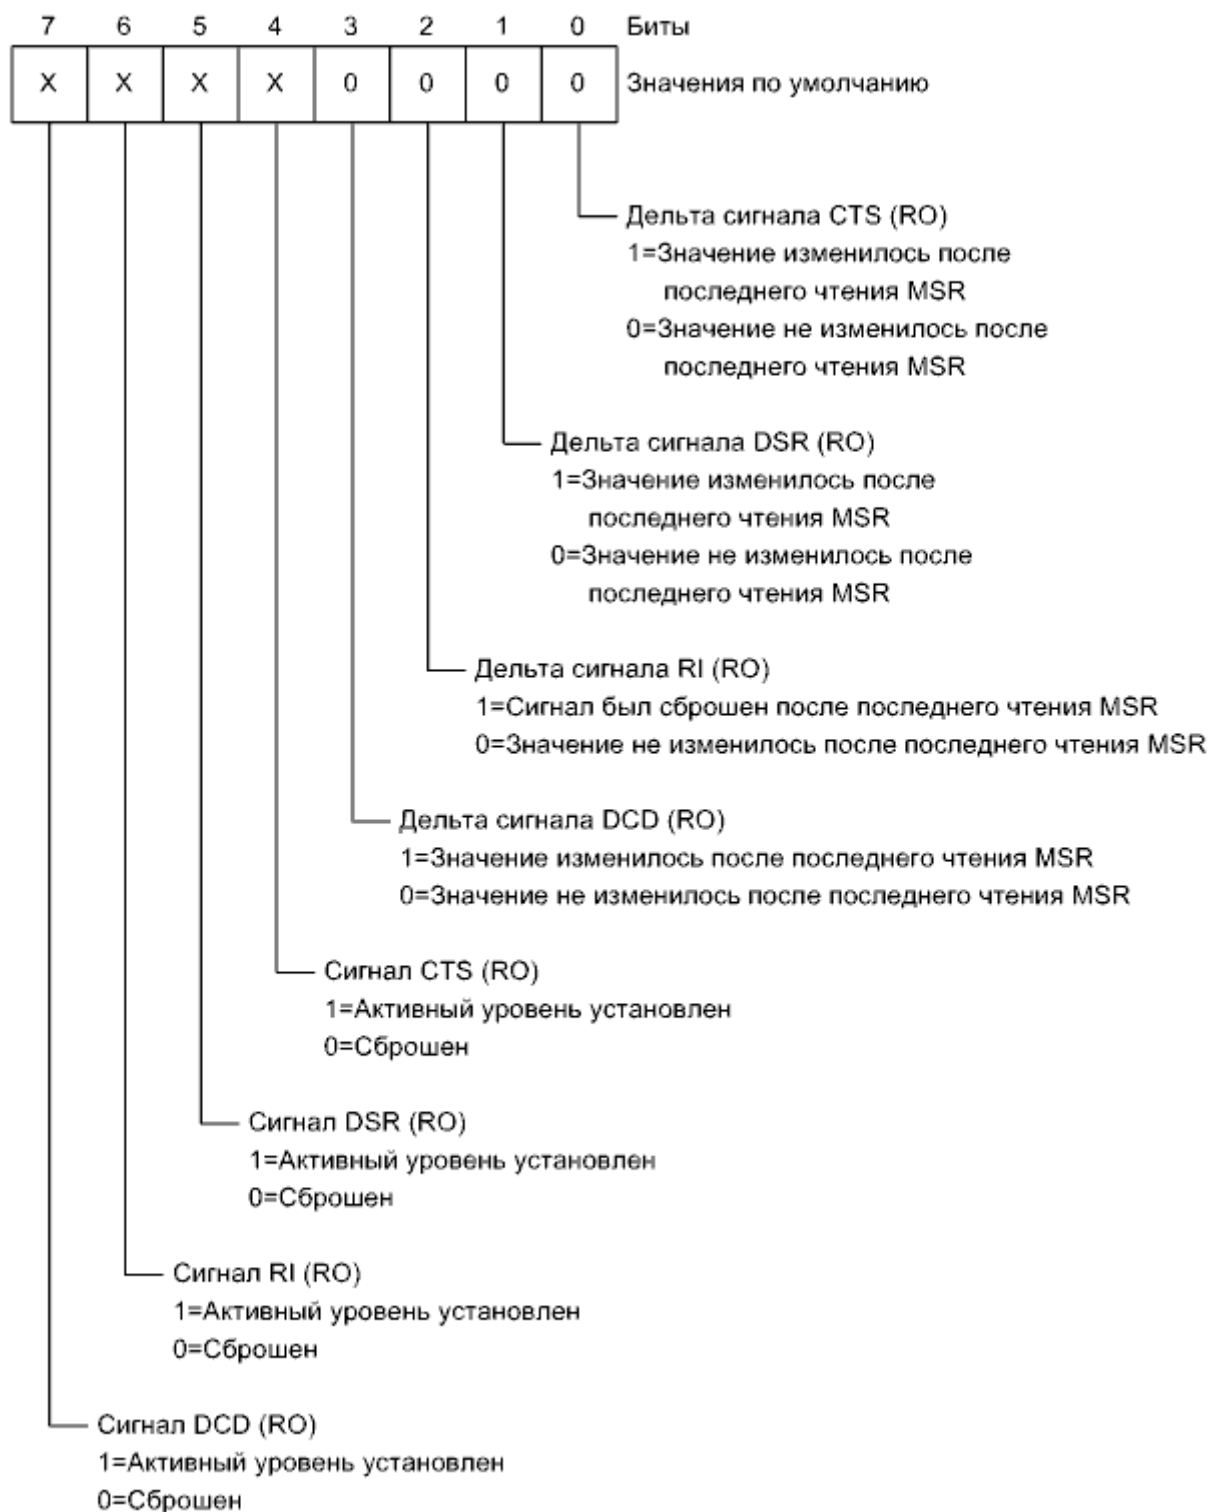 7 6 5 4 3 2 1 0 Биты
X X X X 0 0 0 0 Значения по умолчанию
Дельта сигнала CTS (RO)
1=Значение изменилось после
последнего чтения MSR
0=Значение не изменилось после
последнего чтения MSR
Дельта сигнала DSR (RO)
1=Значение изменилось после
последнего чтения MSR
0=Значение не изменилось после
последнего чтения MSR
Дельта сигнала RI (RO)
1=Сигнал был сброшен после последнего чтения MSR
0=Значение не изменилось после последнего чтения MSR
Дельта сигнала DCD (RO)
1=Значение изменилось после последнего чтения MSR
0=Значение не изменилось после последнего чтения MSR
Сигнал CTS (RO)
1=Активный уровень установлен
0=Сброшен
Сигнал DSR (RO)
1=Активный уровень установлен
0=Сброшен
Сигнал RI (RO)
1=Активный уровень установлен
0=Сброшен
Сигнал DCD (RO)
1=Активный уровень установлен
0=Сброшен